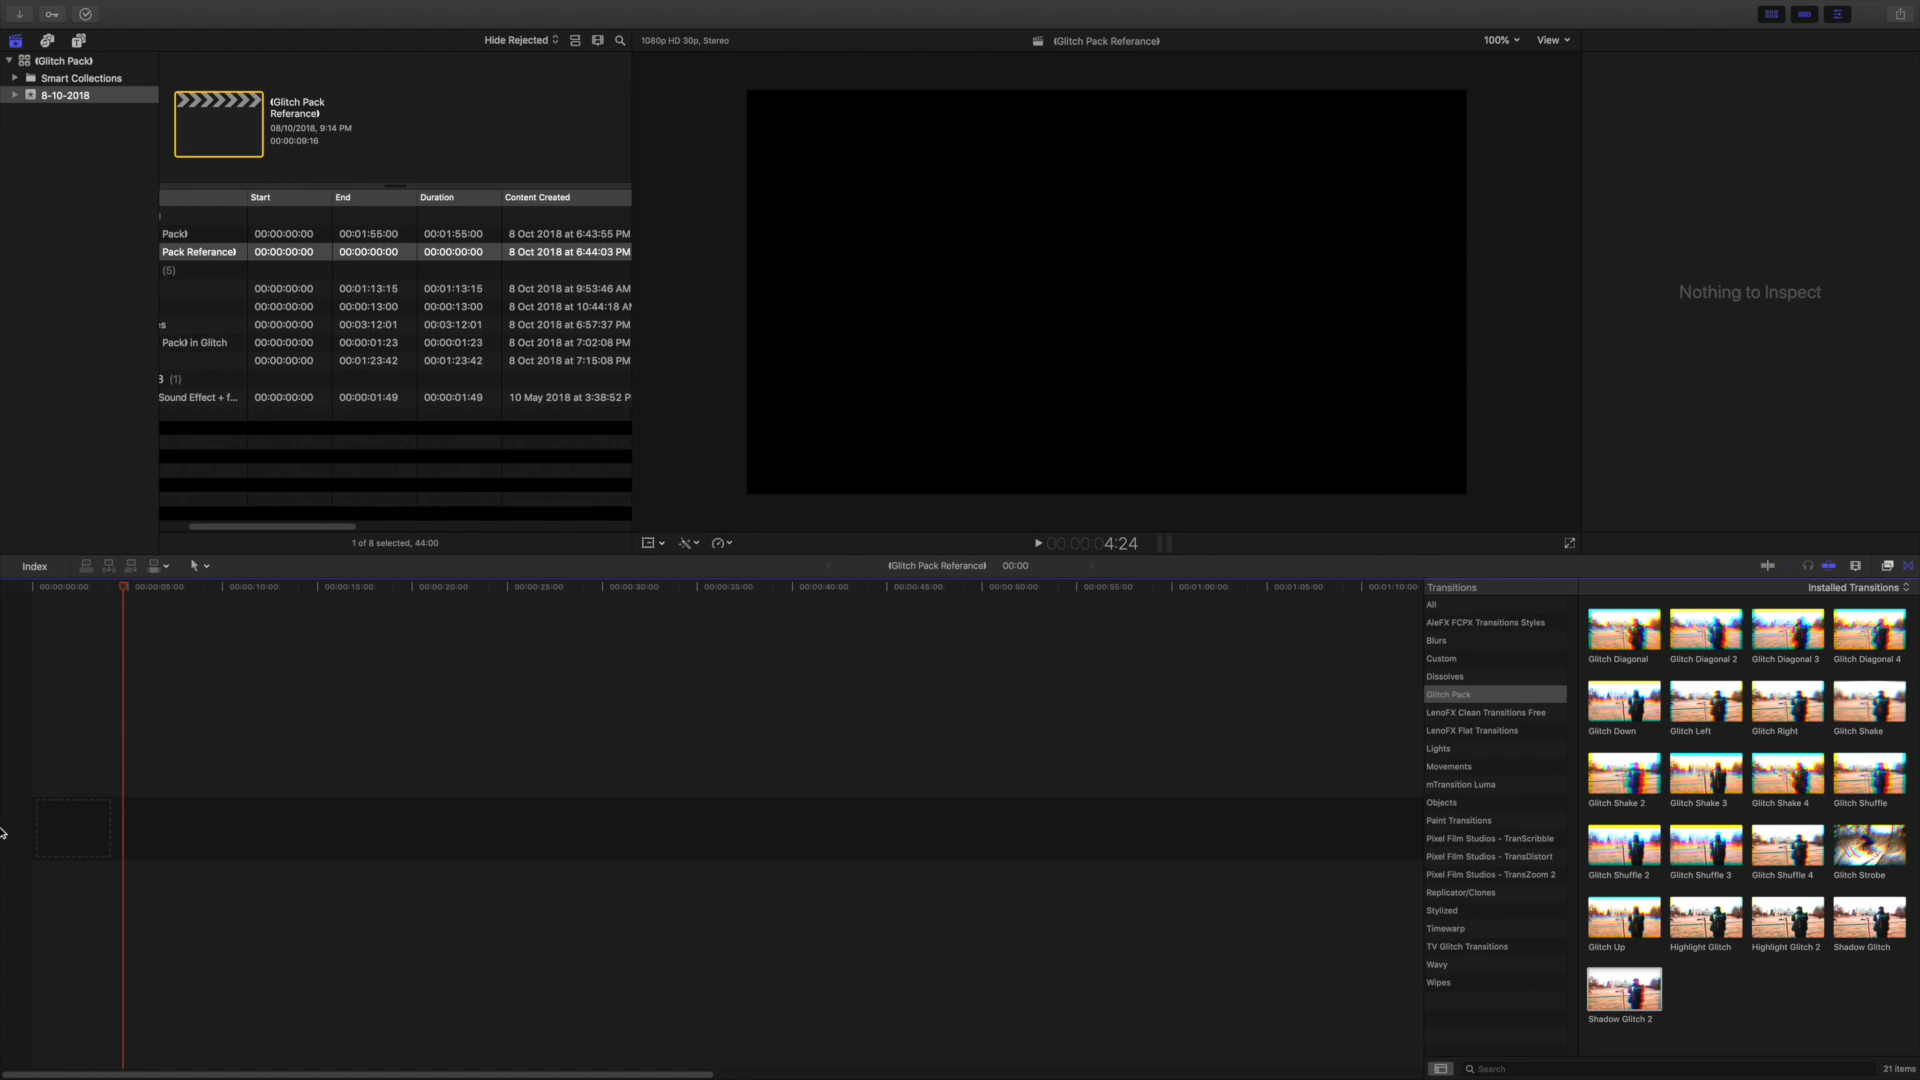 Hide Rejected
1080p HD 30p, Stereo
(Glitch Pack Referance)
100%
View
(Glitch Pack)
Smart Collections
8-10-2018
(Glitch Pack
Referance)
08/10/2018, 9:14 PM
00:00:09:16
Start End Duration Content Created
)
Pack) 00:00:00:00 00:01:55:00 00:01:55:00 8 Oct 2018 at 6:43:55 PM
Pack Referance) 00:00:00:00 00:00:00:00 00:00:00:00 8 Oct 2018 at 6:44:03 PM
(5)
00:00:00:00 00:01:13:15 00:01:13:15 8 Oct 2018 at 9:53:46 AM
00:00:00:00 00:00:13:00 00:00:13:00 8 Oct 2018 at 10:44:18 AM
es 00:00:00:00 00:03:12:01 00:03:12:01 8 Oct 2018 at 6:57:37 PM
Pack) in Glitch 00:00:00:00 00:00:01:23 00:00:01:23 8 Oct 2018 at 7:02:08 PM
00:00:00:00 00:01:23:42 00:01:23:42 8 Oct 2018 at 7:15:08 PM
8 (1)
Sound Effect + f... 00:00:00:00 00:00:01:49 00:00:01:49 10 May 2018 at 3:38:52 P
1 of 8 selected, 44:00
Nothing to Inspect
00:00:04:24
Index
(Glitch Pack Referance) 00:00
00:00:00:00 00:00:05:00 00:00:10:00 00:00:15:00 00:00:20:00 00:00:25:00 00:00:30:00 00:00:35:00 00:00:40:00 00:00:45:00 00:00:50:00 00:00:55:00 00:01:00:00 00:01:05:00 00:01:10:00
Transitions
Installed Transitions
All
AleFX FCPX Transitions Styles
Blurs
Custom
Dissolves
Glitch Pack
LenoFX Clean Transitions Free
LenoFX Flat Transitions
Lights
Movements
mTransition Luma
Objects
Paint Transitions
Pixel Film Studios - TranScribble
Pixel Film Studios - TransDistort
Pixel Film Studios - TransZoom 2
Replicator/Clones
Stylized
Timewarp
TV Glitch Transitions
Wavy
Wipes
Glitch Diagonal Glitch Diagonal 2 Glitch Diagonal 3 Glitch Diagonal 4
Glitch Down Glitch Left Glitch Right Glitch Shake
Glitch Shake 2 Glitch Shake 3 Glitch Shake 4 Glitch Shuffle
Glitch Shuffle 2 Glitch Shuffle 3 Glitch Shuffle 4 Glitch Strobe
Glitch Up Highlight Glitch Highlight Glitch 2 Shadow Glitch
Shadow Glitch 2
Search
21 items